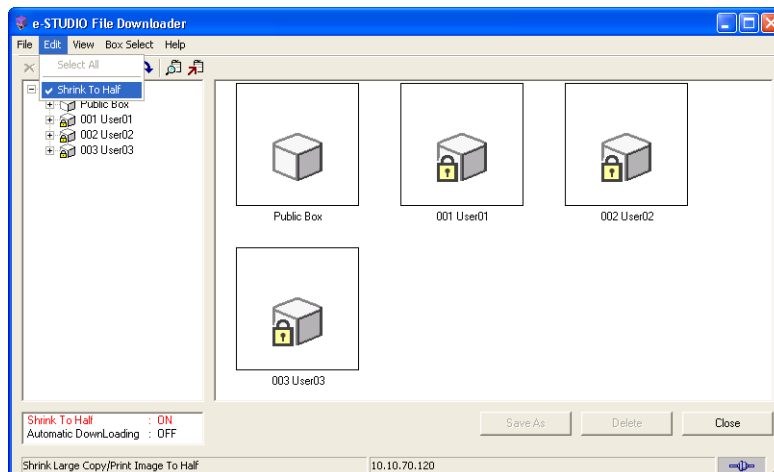 e-STUDIO File Downloader
File Edit View Box Select Help
Select All
Shrink To Half
Public Box
001 User01
002 User02
003 User03
Public Box 001 User01 002 User02
003 User03
Shrink To Half : ON
Automatic DownLoading : OFF
Save As Delete Close
Shrink Large Copy/Print Image To Half 10.10.70.120